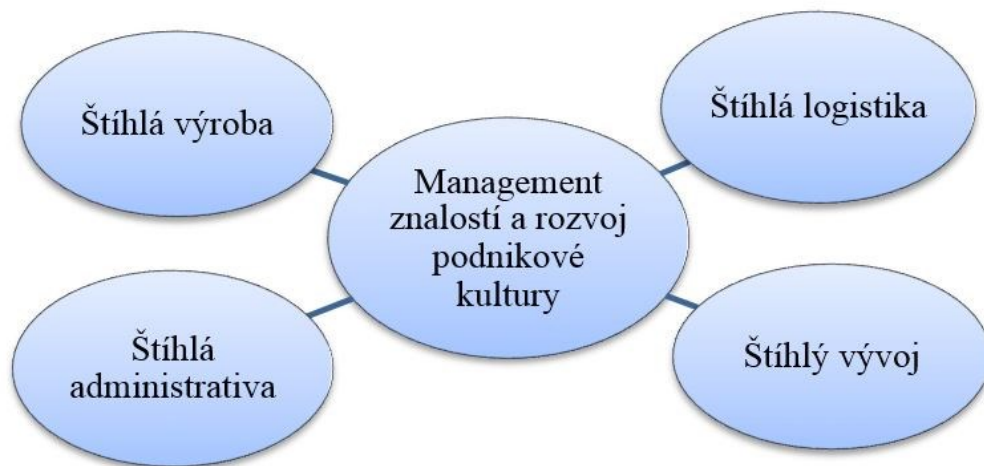 Štíhlá výroba
Štíhlá logistika
Management
znalostí a rozvoj
podnikové
kultury
Štíhlá
administrativa
Štíhlý vývoj